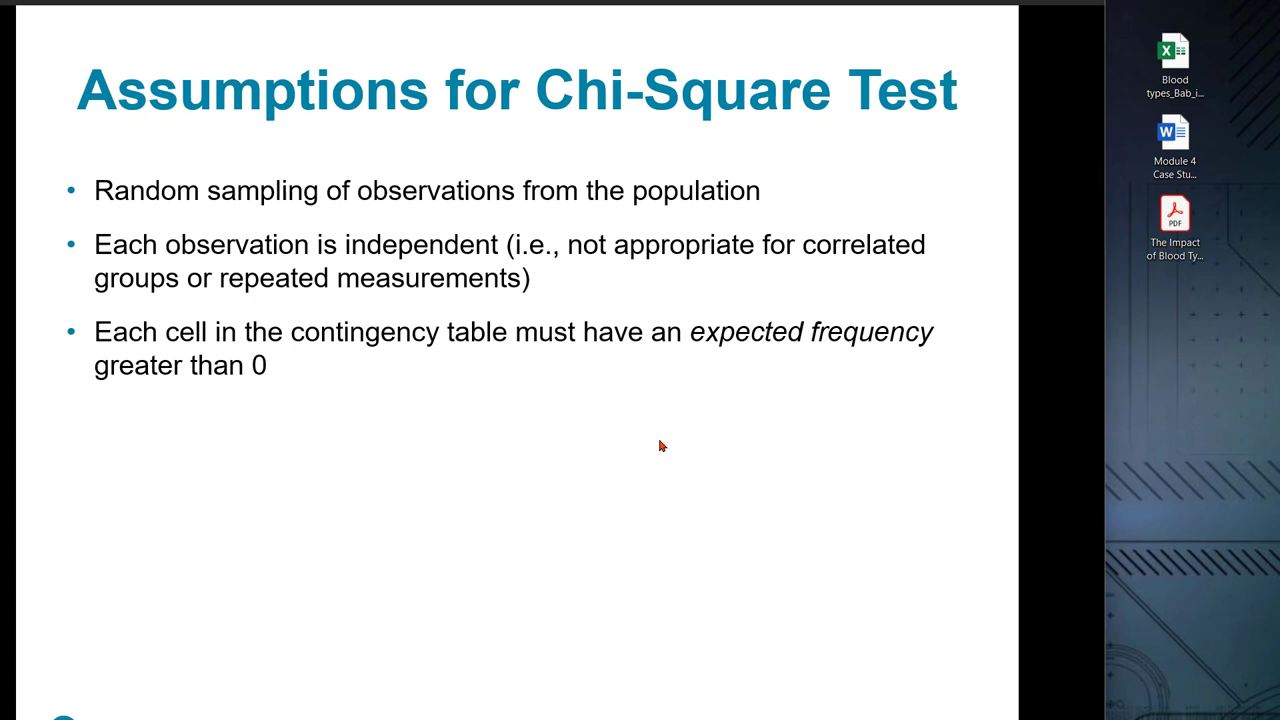 Assumptions for Chi-Square Test
• Random sampling of observations from the population
• Each observation is independent (i.e., not appropriate for correlated
groups or repeated measurements)
• Each cell in the contingency table must have an expected frequency
greater than 0
Blood
types_Bab_i...
Module 4
Case Stu...
PDF
The Impact
of Blood Ty...